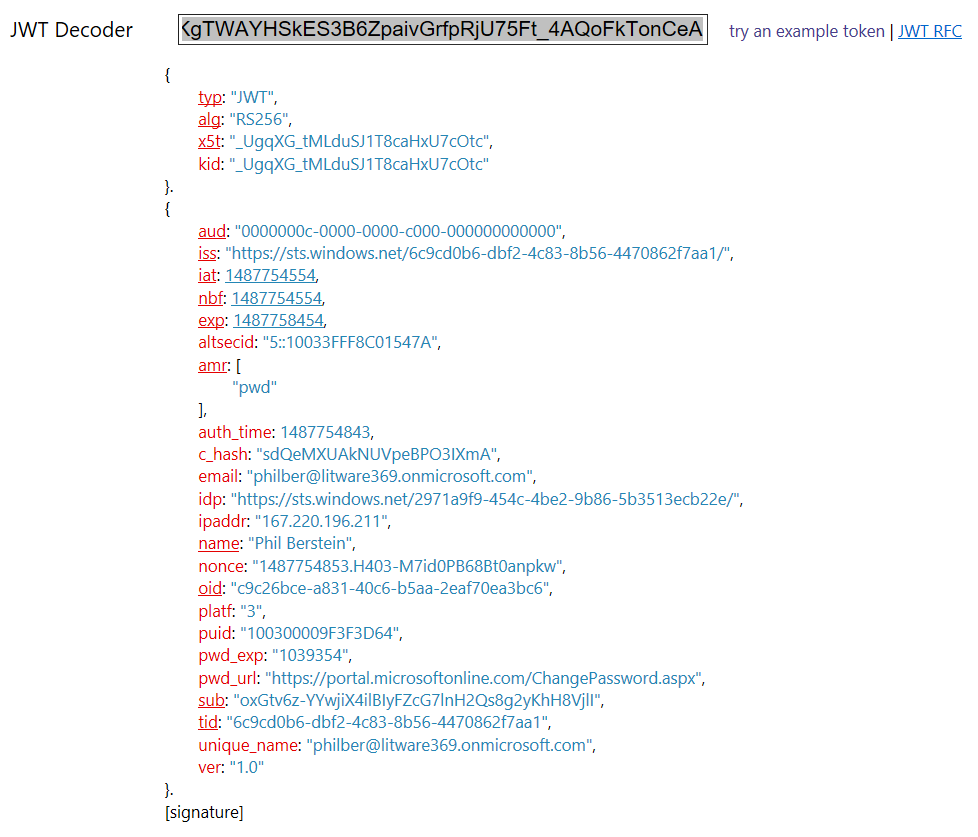 JWT Decoder KgTWAYHSkES3B6ZpaivGrfpRjU75Ft_4AQoFkTonCeA try an example token | JWT RFC
{
typ: "JWT",
alg: "RS256",
x5t: "_UgqXG_tMLduSJ1T8caHxU7cOtc",
kid: "_UgqXG_tMLduSJ1T8caHxU7cOtc"
}.
{
aud: "0000000c-0000-0000-c000-000000000000",
iss: "https://sts.windows.net/6c9cd0b6-dbf2-4c83-8b56-4470862f7aa1/",
iat: 1487754554,
nbf: 1487754554,
exp: 1487758454,
altsecid: "5::10033FFF8C01547A",
amr: [
"pwd"
],
auth_time: 1487754843,
c_hash: "sdQeMXUAkNUVpeBPO3IXmA",
email: "philber@litware369.onmicrosoft.com",
idp: "https://sts.windows.net/2971a9f9-454c-4be2-9b86-5b3513ecb22e/",
ipaddr: "167.220.196.211",
name: "Phil Berstein",
nonce: "1487754853.H403-M7id0PB68Bt0anpkw",
oid: "c9c26bce-a831-40c6-b5aa-2eaf70ea3bc6",
platf: "3",
puid: "100300009F3F3D64",
pwd_exp: "1039354",
pwd_url: "https://portal.microsoftonline.com/ChangePassword.aspx",
sub: "oxGtv6z-YYwjiX4ilBIyFZcG7lnH2Qs8g2yKhH8VjlI",
tid: "6c9cd0b6-dbf2-4c83-8b56-4470862f7aa1",
unique_name: "philber@litware369.onmicrosoft.com",
ver: "1.0"
}.
[signature]